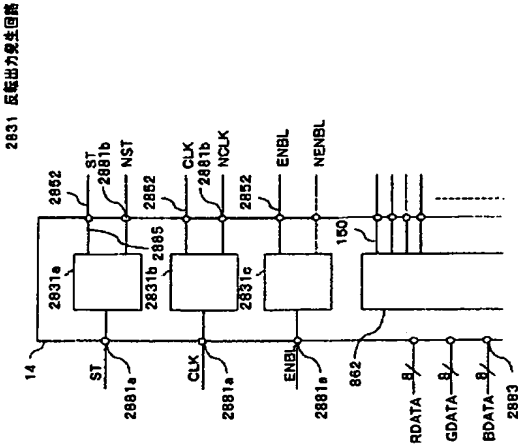 2831 反転出力発生回路
14
2831a
2852
ST
ST
2881b
NST
2881a
2885
2831b
2852
CLK
CLK
2881b
NCLK
2881a
2831c
2852
ENBL
ENBL
NENBL
2881a
150
862
RDATA
8
GDATA
8
BDATA
8
2883